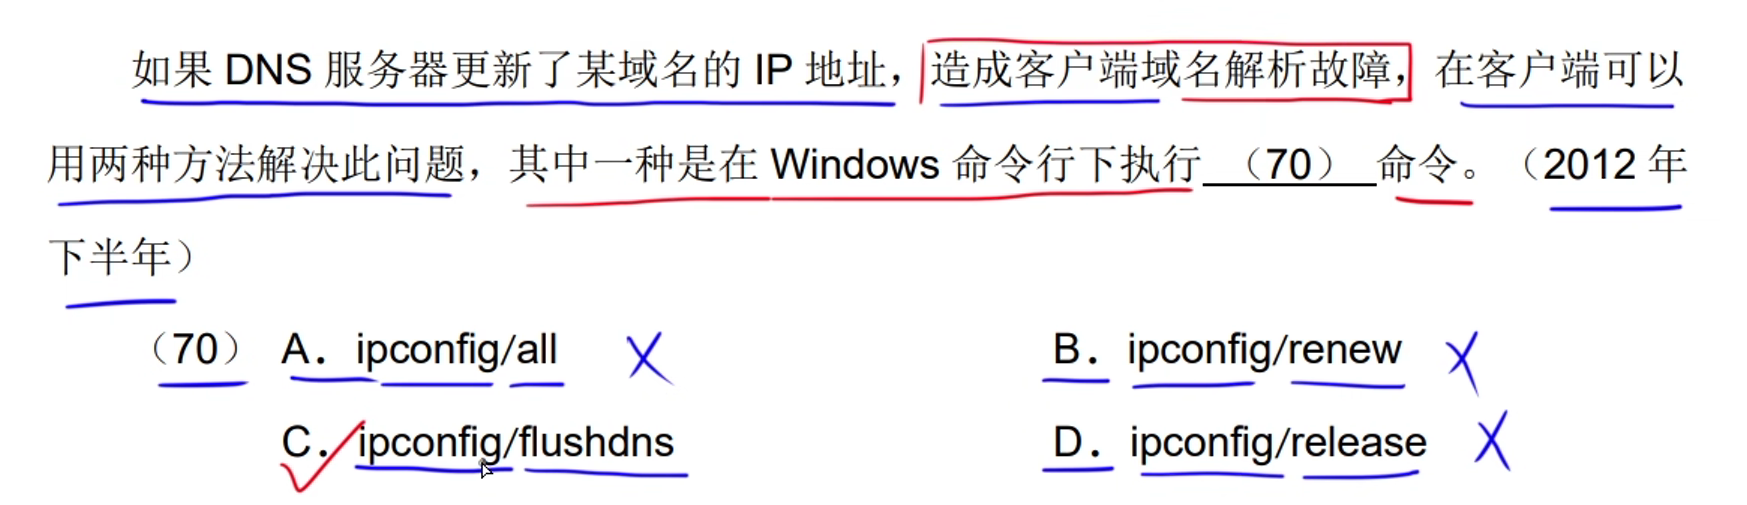 如果 DNS 服务器更新了某域名的 IP 地址，造成客户端域名解析故障，在客户端可以
用两种方法解决此问题，其中一种是在 Windows 命令行下执行 （70） 命令。（2012 年
下半年）
（70） A．ipconfig/all B．ipconfig/renew
C．ipconfig/flushdns D．ipconfig/release